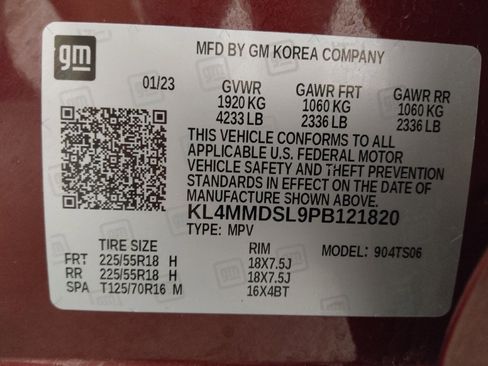 gm
MFD BY GM KOREA COMPANY
01/23 GVWR GAWR FRT GAWR RR
1920 KG 1060 KG 1060 KG
4233 LB 2336 LB 2336 LB
THIS VEHICLE CONFORMS TO ALL
APPLICABLE U.S. FEDERAL MOTOR
VEHICLE SAFETY AND THEFT PREVENTION
STANDARDS IN EFFECT ON THE DATE OF
MANUFACTURE SHOWN ABOVE.
KL4MMDSL9PB121820
TYPE: MPV
TIRE SIZE RIM MODEL: 904TS06
FRT 225/55R18 H 18X7.5J
RR 225/55R18 H 18X7.5J
SPA T125/70R16 M 16X4BT